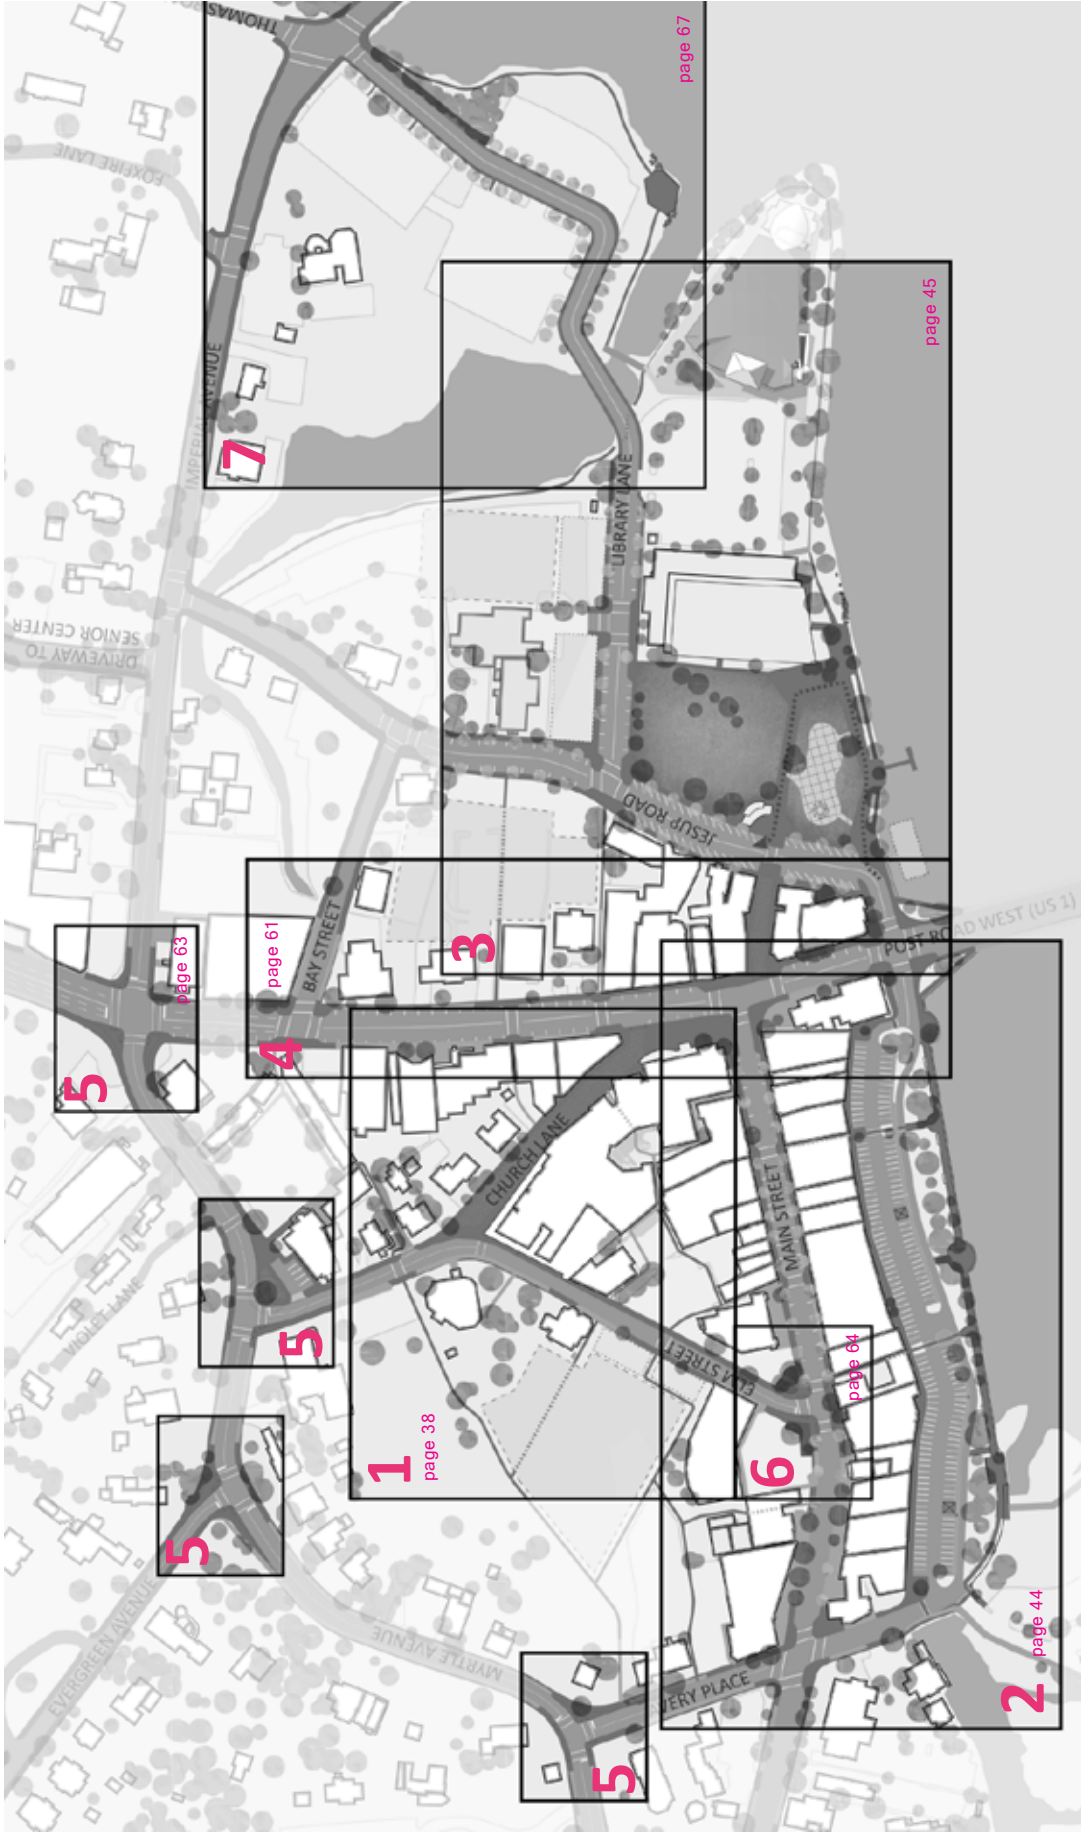 THOMAS
page 67
FOXFIRE LANE
page 45
IMPERIAL AVENUE
7
LIBRARY LANE
DRIVEWAY TO
SENIOR CENTER
JESUP ROAD
POST ROAD WEST (US 1)
page 63
page 61
BAY STREET
3
4
5
CHURCH LANE
MAIN STREET
VIOLET LANE
5
ELM STREET
page 64
1
page 38
6
5
EVERGREEN AVENUE
MYRTLE AVENUE
VERY PLACE
page 44
2
5